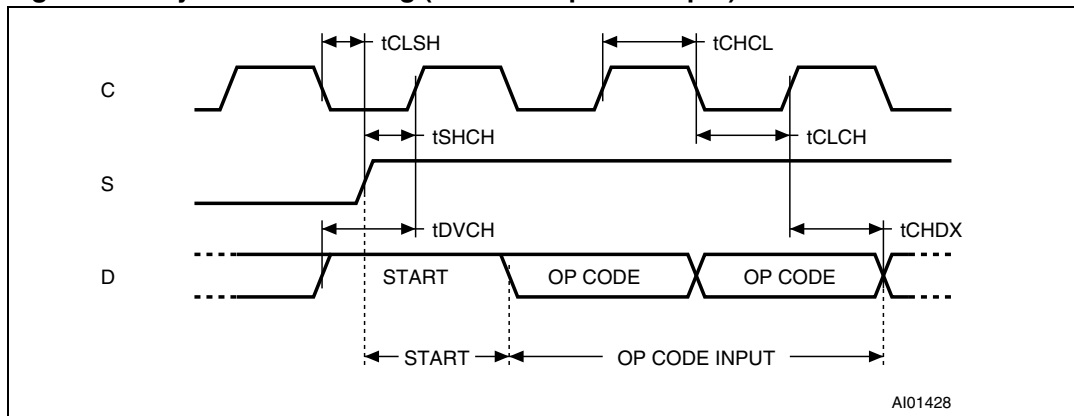 tCLSH
tCHCL
C
tSHCH
tCLCH
S
tDVCH
tCHDX
D
START
OP CODE
OP CODE
START
OP CODE INPUT
AI01428